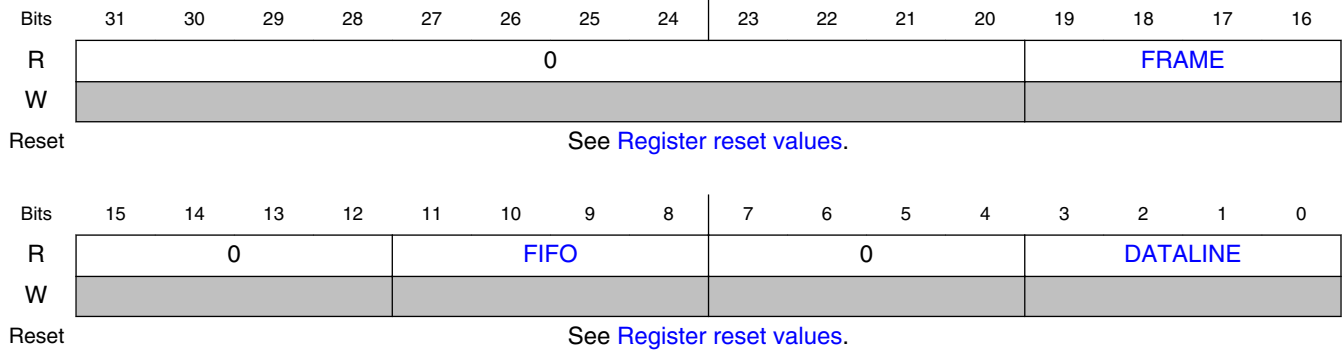 Bits 31 30 29 28 27 26 25 24 23 22 21 20 19 18 17 16
R 0 FRAME
W
Reset See Register reset values.
Bits 15 14 13 12 11 10 9 8 7 6 5 4 3 2 1 0
R 0 FIFO 0 DATALINE
W
Reset See Register reset values.